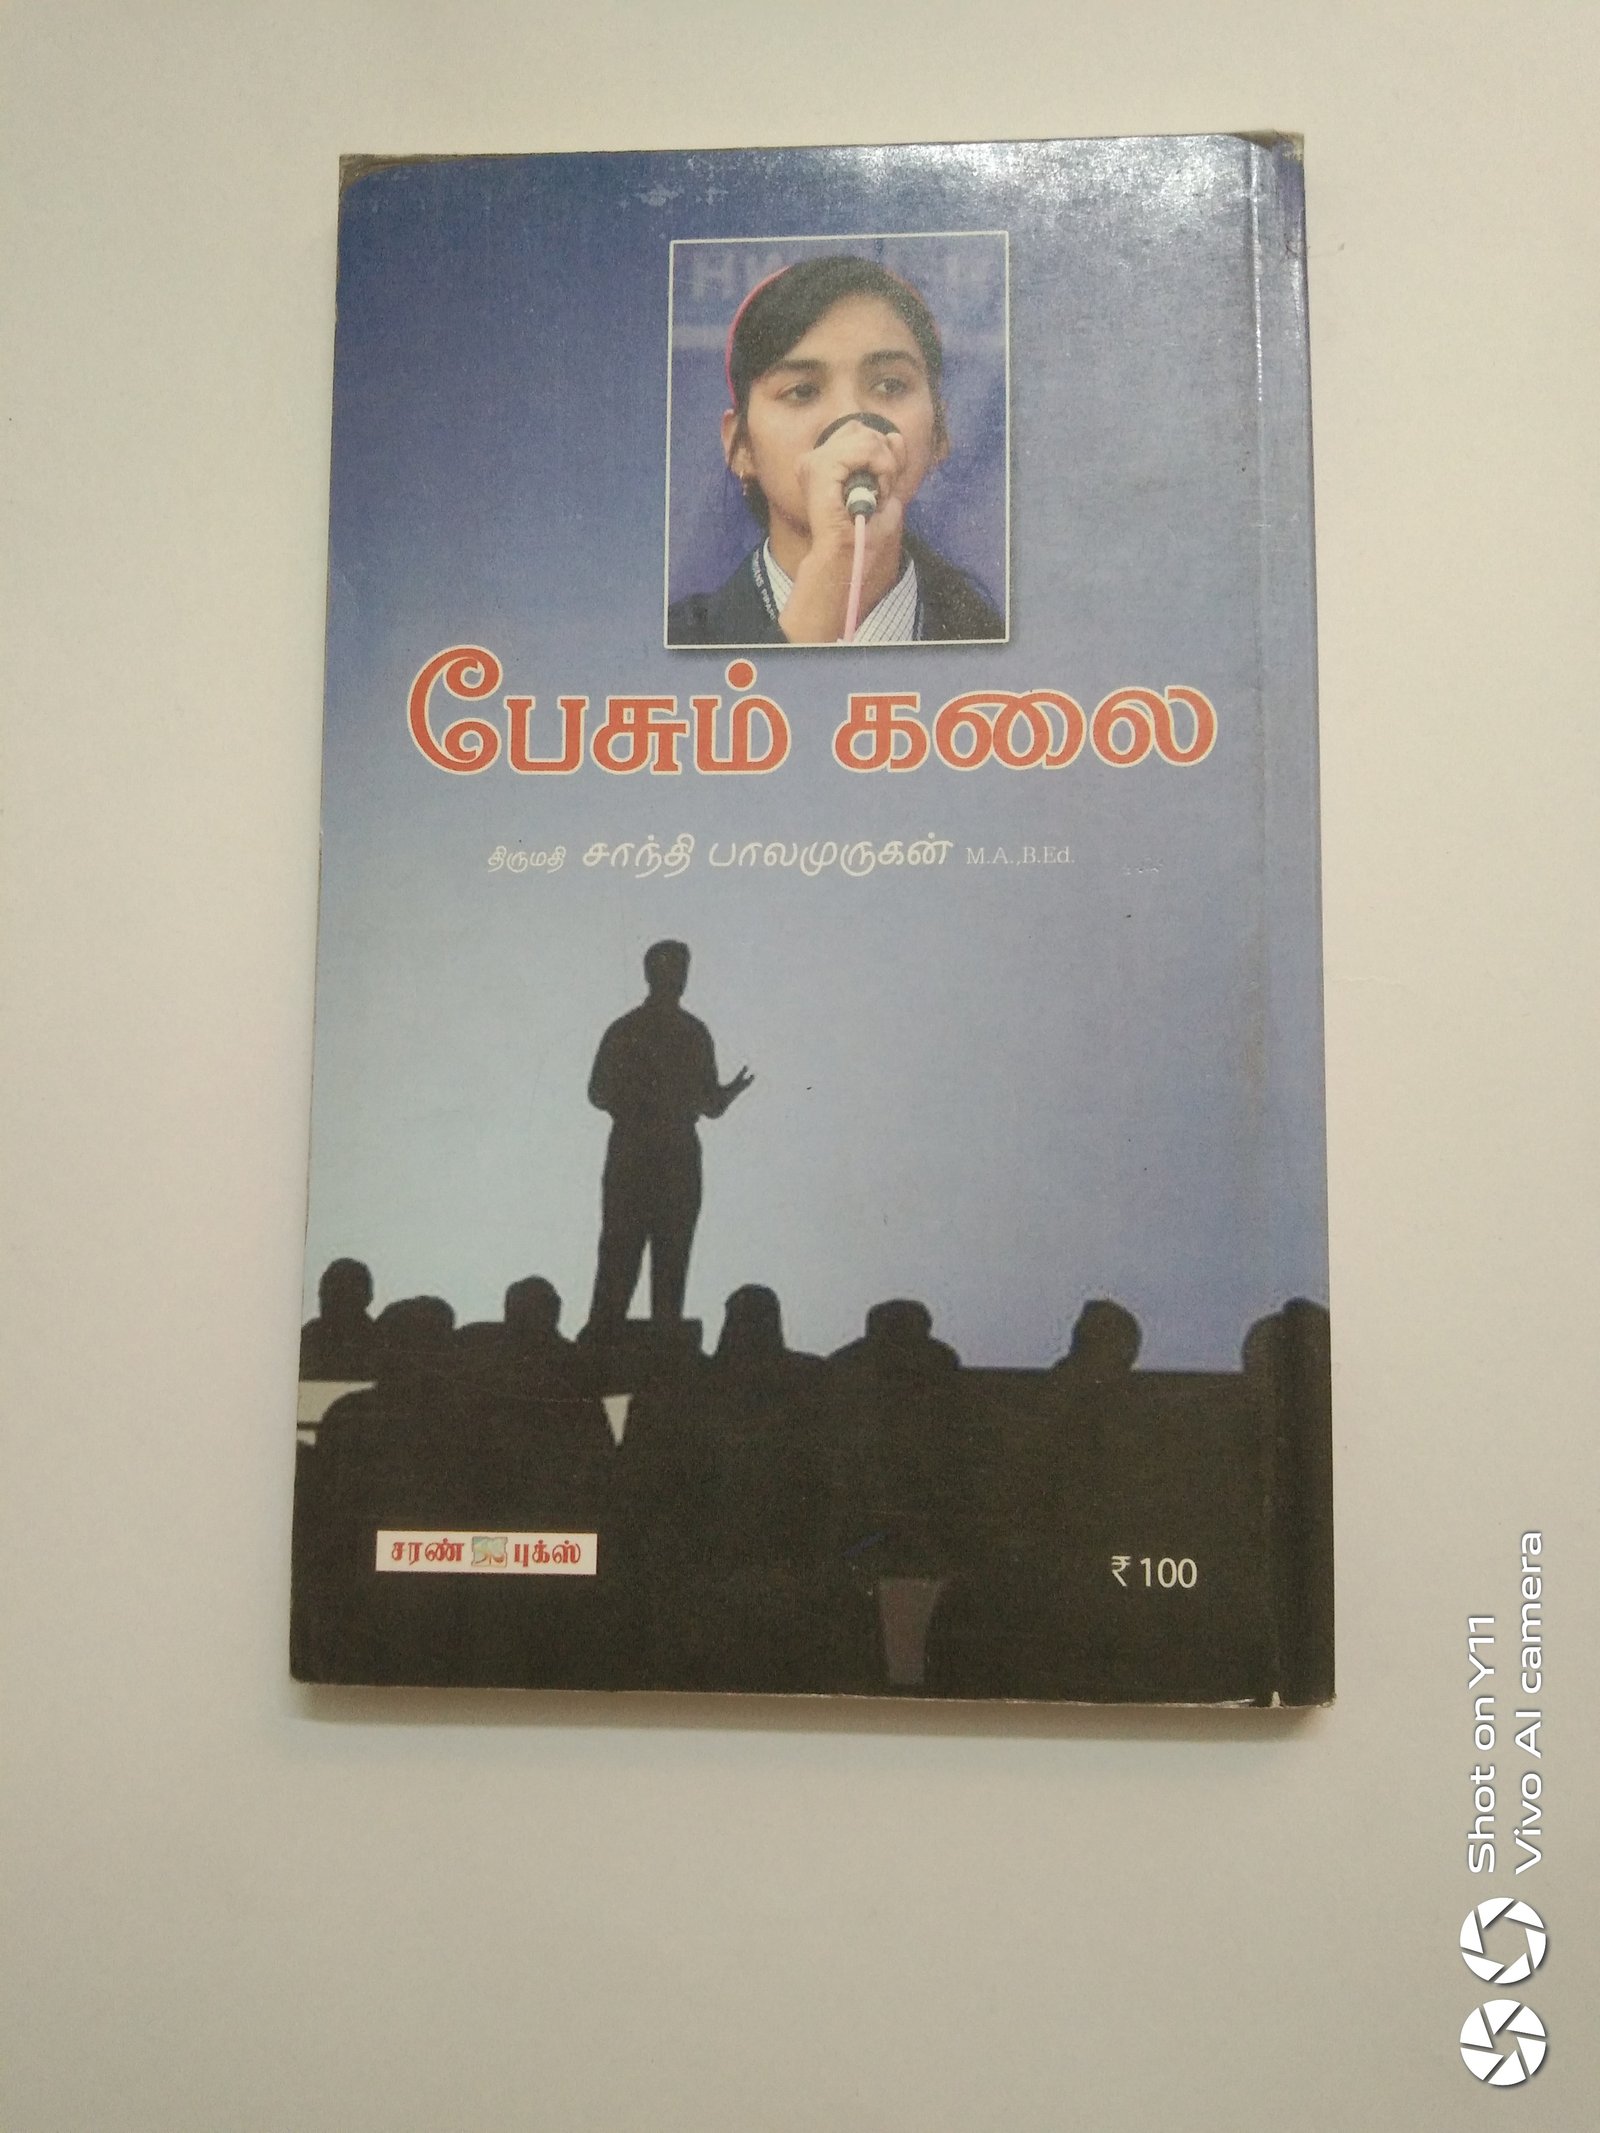 பேசும் கலை
திருமதி சாந்தி பாலமுருகன் M.A.,B.Ed.
சரண் புக்ஸ்
₹ 100
Shot on Y11
Vivo AI camera